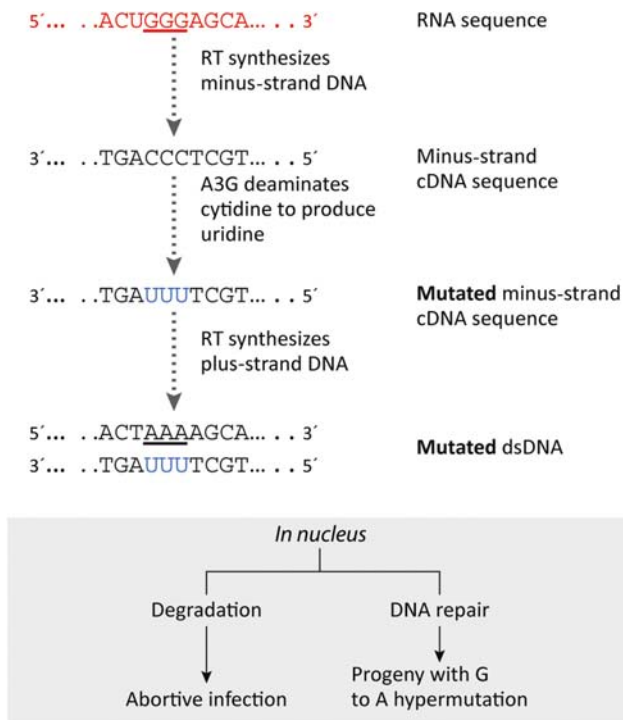 5´... ..ACUGGGAGCA... .. 3´
RNA sequence
RT synthesizes
minus-strand DNA
3´... ..TGACCCTCGT... .. 5´
Minus-strand
cDNA sequence
A3G deaminates
cytidine to produce
uridine
3´... ..TGAUUUTCGT... .. 5´
Mutated minus-strand
cDNA sequence
RT synthesizes
plus-strand DNA
5´... ..ACTAAAAGCA... .. 3´
3´... ..TGAUUUTCGT... .. 5´
Mutated dsDNA
In nucleus
Degradation
DNA repair
Abortive infection
Progeny with G
to A hypermutation